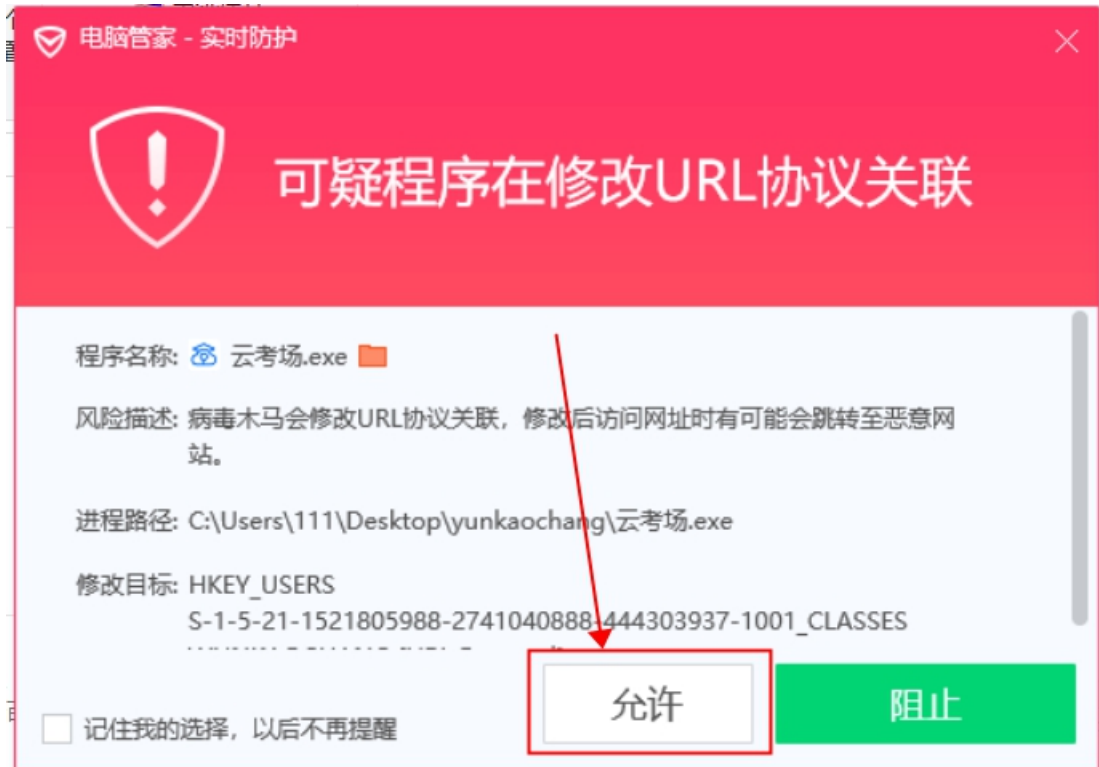 电脑管家 - 实时防护
可疑程序在修改URL协议关联
程序名称: 云考场.exe
风险描述: 病毒木马会修改URL协议关联，修改后访问网址时有可能会跳转至恶意网
站。
进程路径: C:\Users\111\Desktop\yunkaochang\云考场.exe
修改目标: HKEY_USERS
S-1-5-21-1521805988-2741040888-444303937-1001_CLASSES
记住我的选择，以后不再提醒
允许
阻止